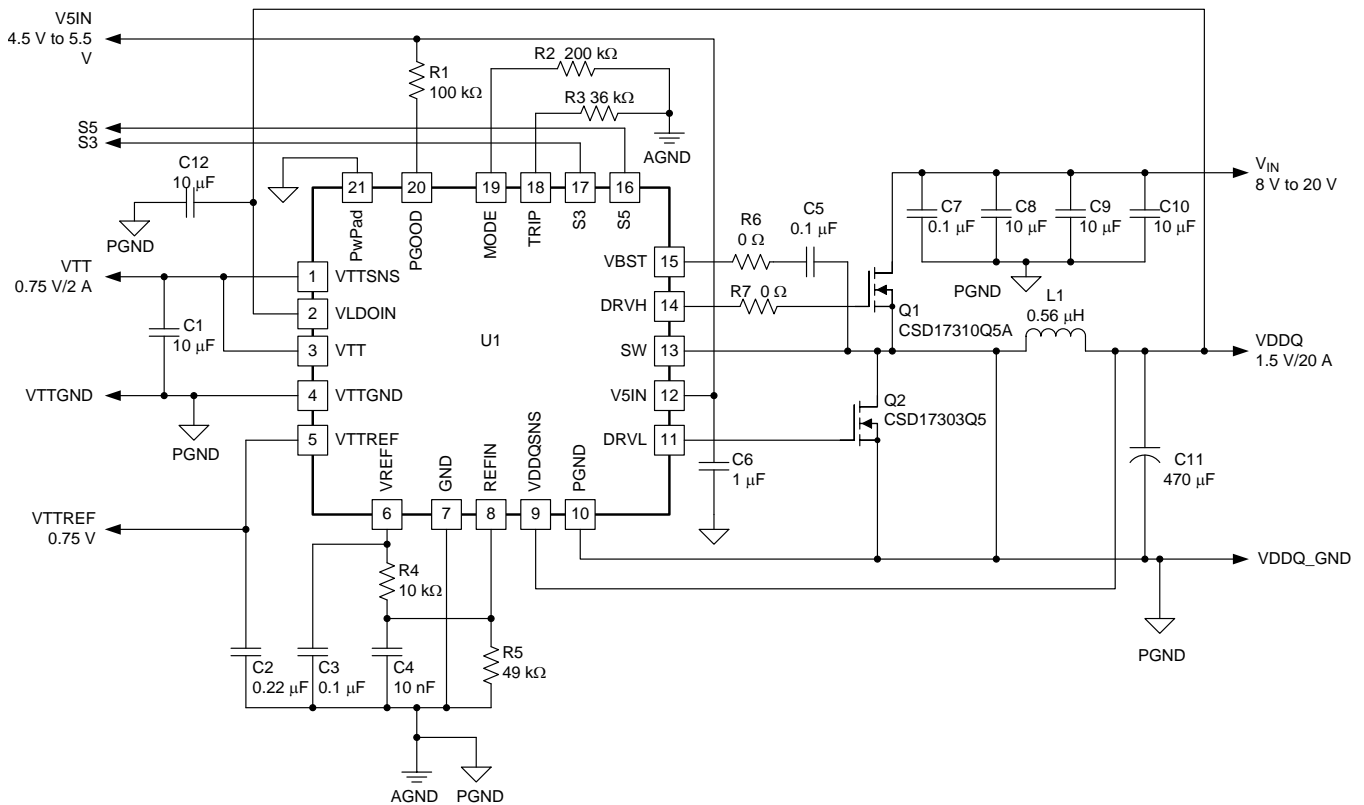 V5IN
4.5 V to 5.5
V
R1
100 kΩ
R2 200 kΩ
R3 36 kΩ
AGND
S5
S3
C12
10 μF
PGND
21
20
19
18
17
16
PwPad
PGOOD
MODE
TRIP
S3
S5
VIN
8 V to 20 V
C7
0.1 μF
C8
10 μF
C9
10 μF
C10
10 μF
PGND
VTT
0.75 V/2 A
C1
10 μF
VTTGND
PGND
1
VTTSNS
2
VLDOIN
3
VTT
4
VTTGND
5
VTTREF
U1
VBST
15
DRVH
14
SW
13
V5IN
12
DRVL
11
R6
0 Ω
C5
0.1 μF
R7 0 Ω
Q1
CSD17310Q5A
L1
0.56 μH
VDDQ
1.5 V/20 A
Q2
CSD17303Q5
C6
1 μF
C11
470 μF
VREF
GND
REFIN
VDDQSNS
PGND
6
7
8
9
10
VTTREF
0.75 V
R4
10 kΩ
VDDQ_GND
PGND
C2
0.22 μF
C3
0.1 μF
C4
10 nF
R5
49 kΩ
AGND
PGND